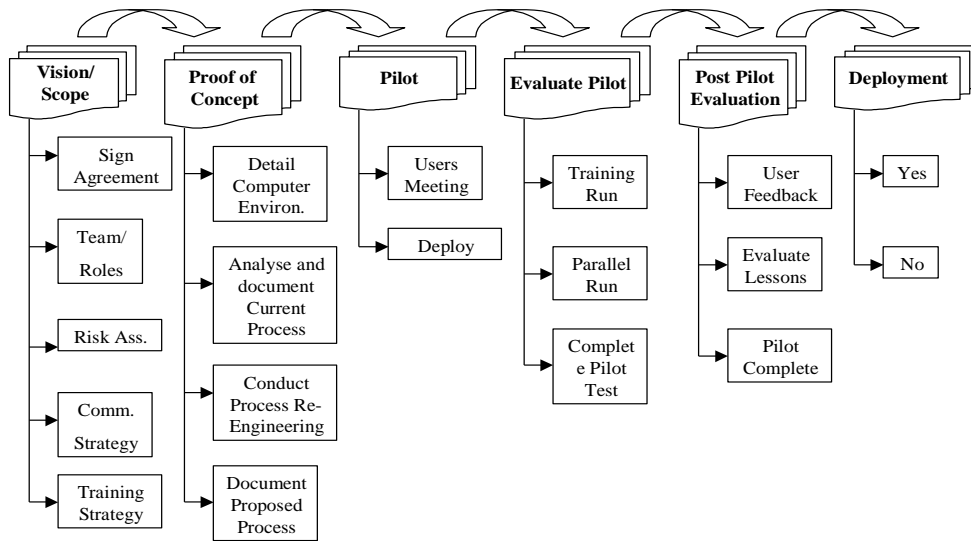 Vision/
Scope
Proof of
Concept
Pilot
Evaluate Pilot
Post Pilot
Evaluation
Deployment
Sign
Agreement
Team/
Roles
Risk Ass.
Comm.
Strategy
Training
Strategy
Detail
Computer
Environ.
Analyse and
document
Current
Process
Conduct
Process Re-
Engineering
Document
Proposed
Process
Users
Meeting
Deploy
Training
Run
Parallel
Run
Complet
e Pilot
Test
User
Feedback
Evaluate
Lessons
Pilot
Complete
Yes
No